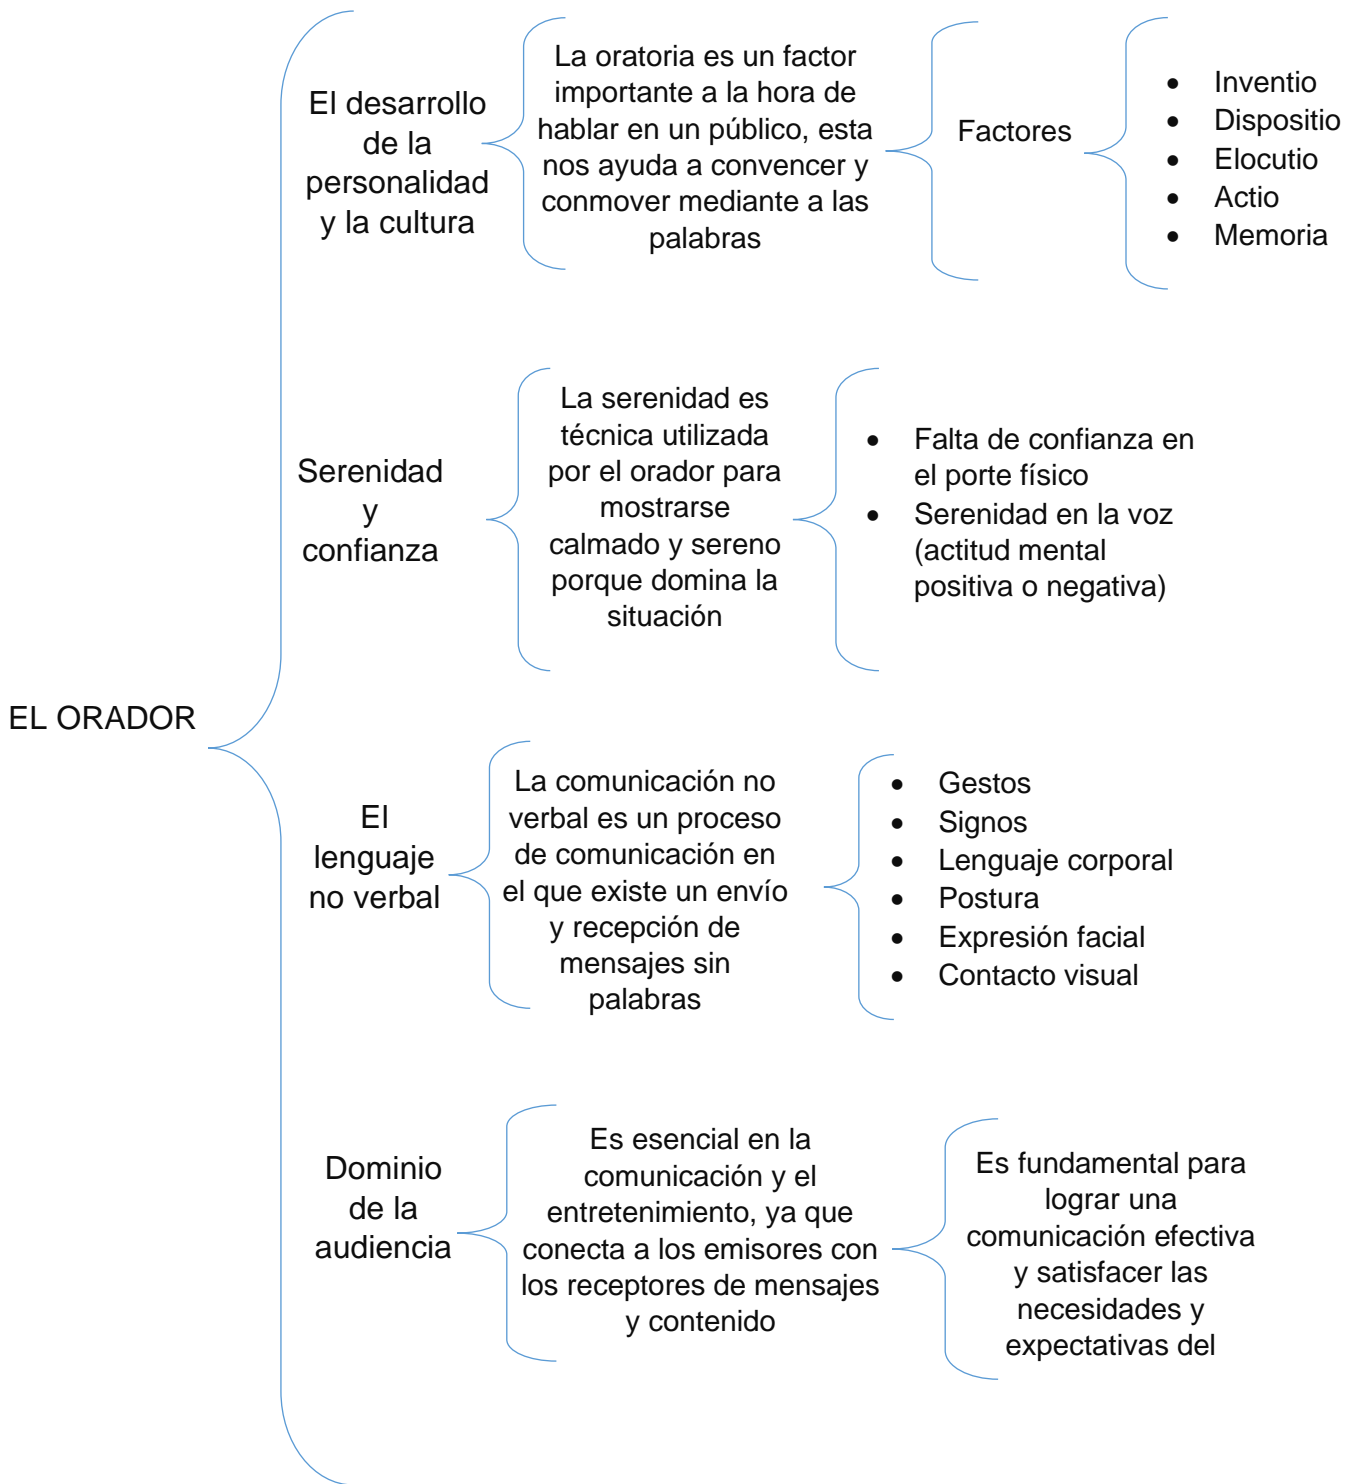 EL ORADOR
El desarrollo
de la
personalidad
y la cultura
La oratoria es un factor
importante a la hora de
hablar en un público, esta
nos ayuda a convencer y
conmover mediante a las
palabras
Factores
• Inventio
• Dispositio
• Elocutio
• Actio
• Memoria
Serenidad
y
confianza
La serenidad es
técnica utilizada
por el orador para
mostrarse
calmado y sereno
porque domina la
situación
• Falta de confianza en
el porte físico
• Serenidad en la voz
(actitud mental
positiva o negativa)
El
lenguaje
no verbal
La comunicación no
verbal es un proceso
de comunicación en
el que existe un envío
y recepción de
mensajes sin
palabras
• Gestos
• Signos
• Lenguaje corporal
• Postura
• Expresión facial
• Contacto visual
Dominio
de la
audiencia
Es esencial en la
comunicación y el
entretenimiento, ya que
conecta a los emisores con
los receptores de mensajes
y contenido
Es fundamental para
lograr una
comunicación efectiva
y satisfacer las
necesidades y
expectativas del